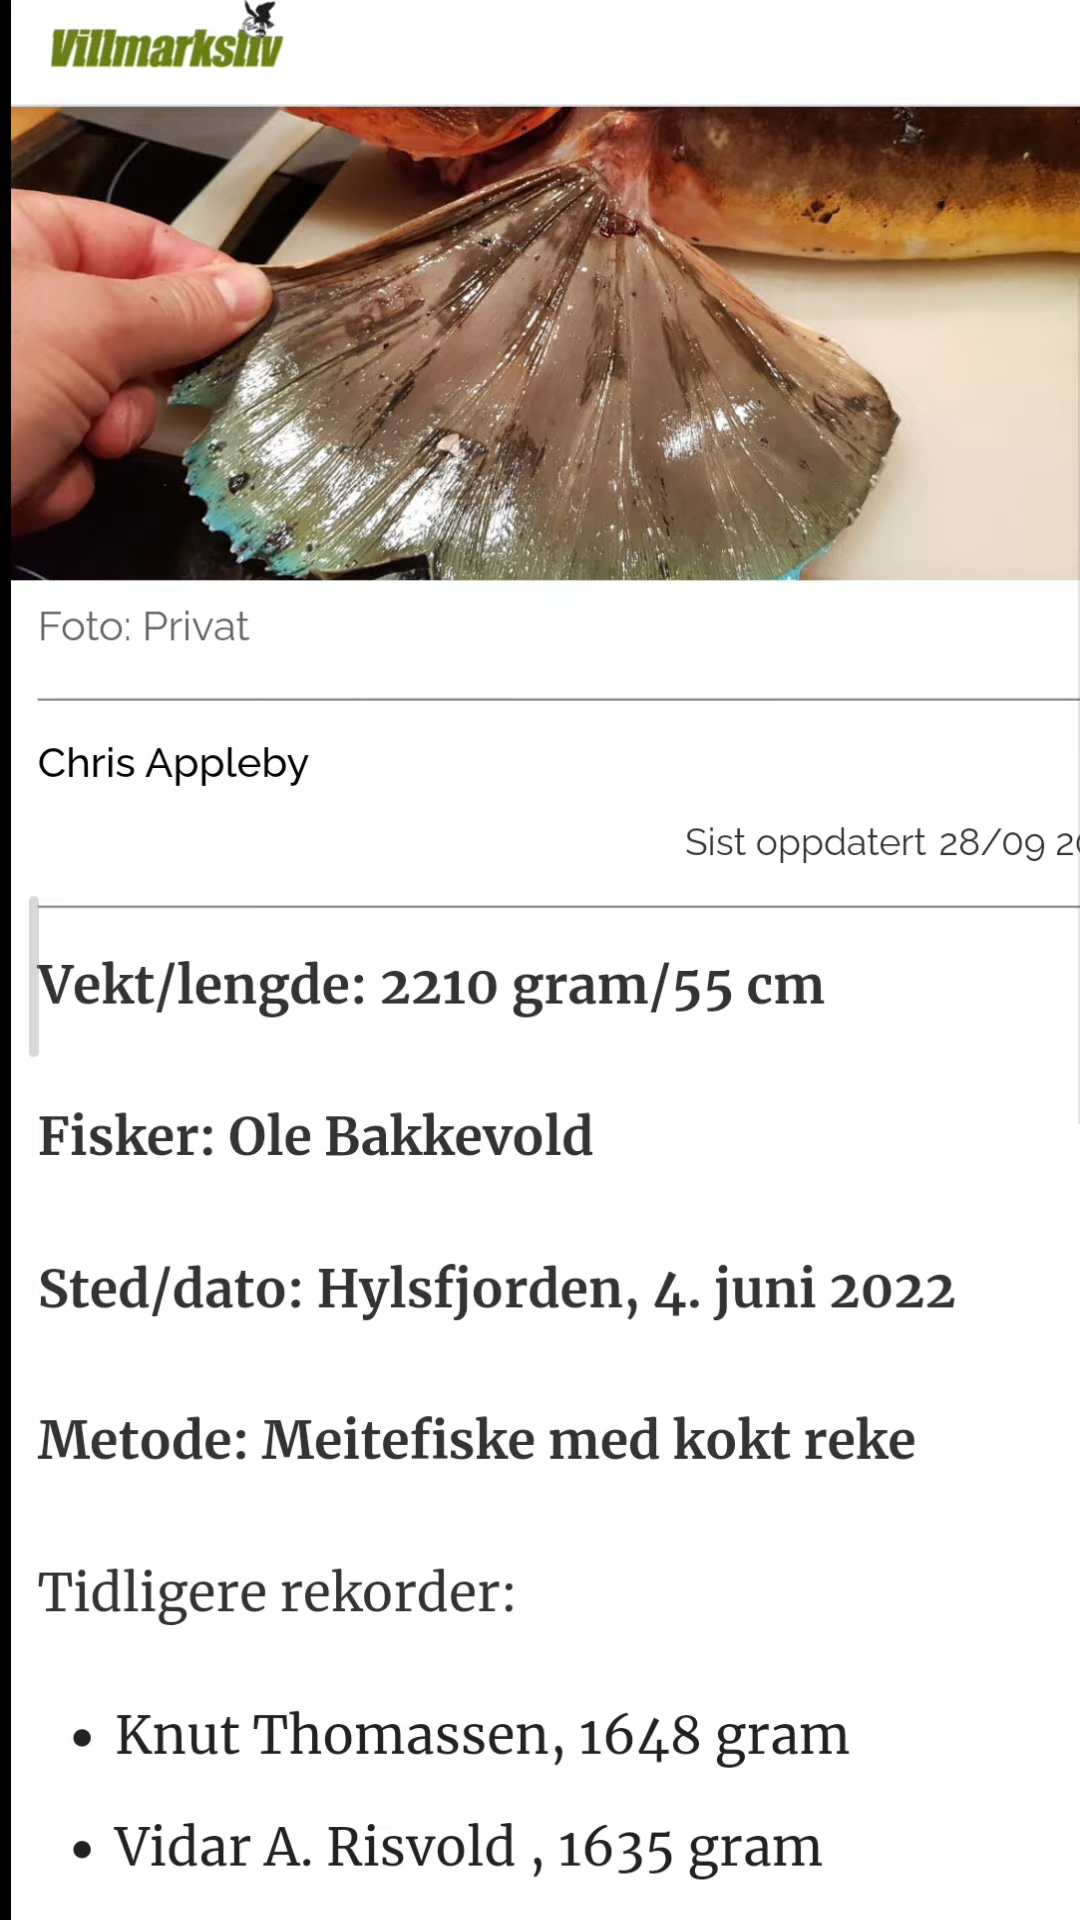 Villmarksliv
Foto: Privat
Chris Appleby
Sist oppdatert 28/09
Vekt/lengde: 2210 gram/55 cm
Fisker: Ole Bakkevold
Sted/dato: Hylsfjorden, 4. juni 2022
Metode: Meitefiske med kokt reke
Tidligere rekorder:
• Knut Thomassen, 1648 gram
• Vidar A. Risvold , 1635 gram